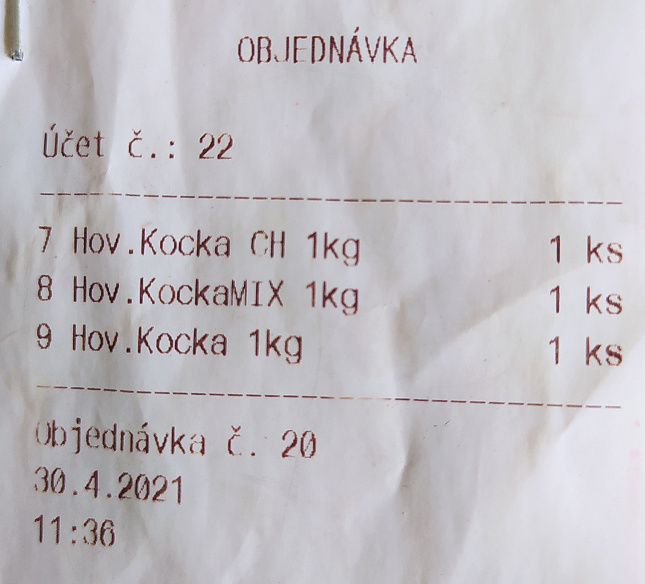 OBJEDNÁVKA
Účet č.: 22
7 Hov.Kocka CH 1kg 1 ks
8 Hov.KockaMIX 1kg 1 ks
9 Hov.Kocka 1kg 1 ks
Objednávka č. 20
30.4.2021
11:36